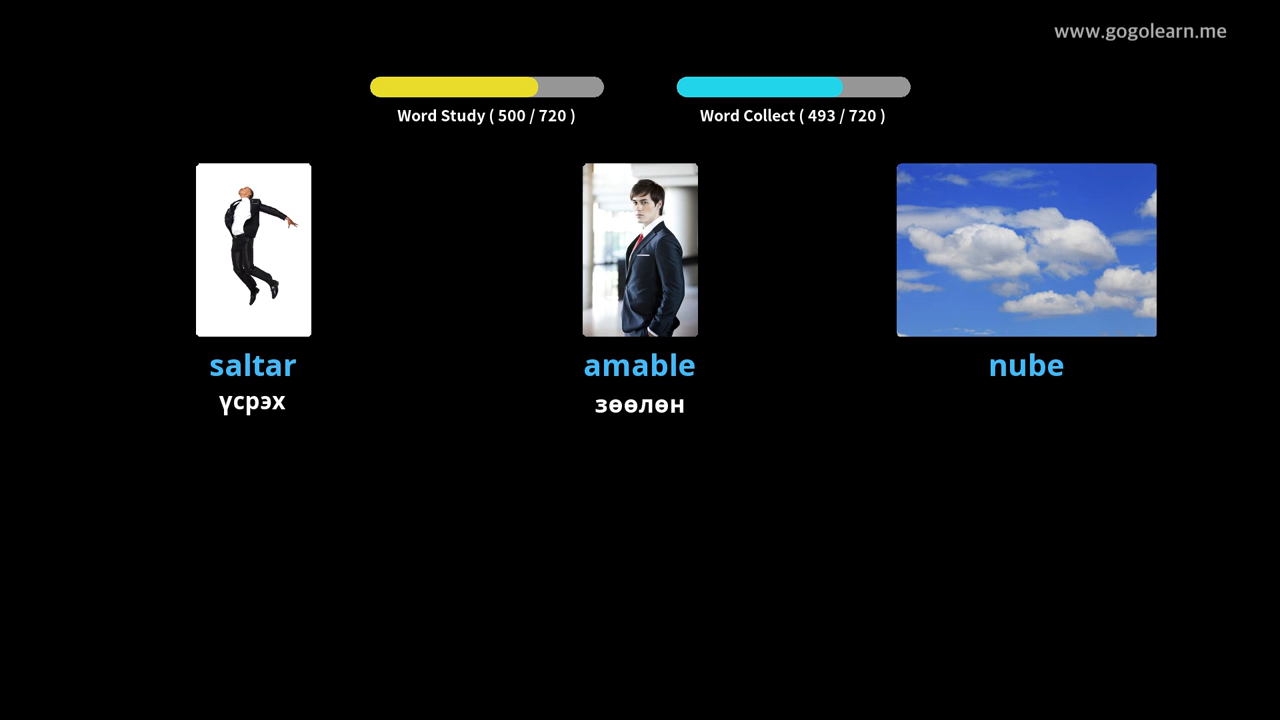 www.gogolearn.me
Word Study ( 500 / 720 )
Word Collect ( 493 / 720 )
saltar
amable
nube
үсрэх
зөөлөн